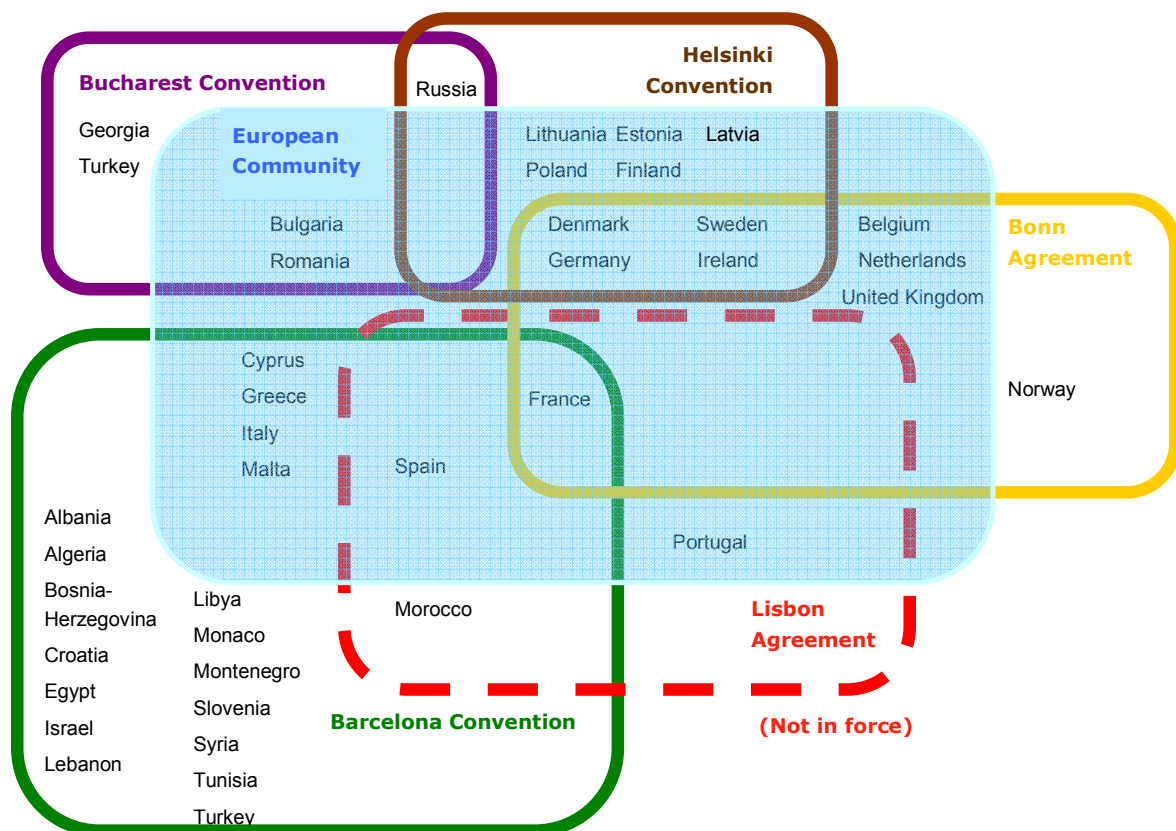 Helsinki
Convention
Bucharest Convention
Russia
Georgia
Turkey
European
Community
Lithuania Estonia Latvia
Poland Finland
Bulgaria
Romania
Denmark Sweden
Germany Ireland
Belgium
Netherlands
United Kingdom
Bonn
Agreement
Norway
Cyprus
Greece
Italy
Malta
France
Spain
Portugal
Albania
Algeria
Bosnia-
Herzegovina
Croatia
Egypt
Israel
Lebanon
Libya
Monaco
Montenegro
Slovenia
Syria
Tunisia
Turkey
Morocco
Lisbon
Agreement
(Not in force)
Barcelona Convention